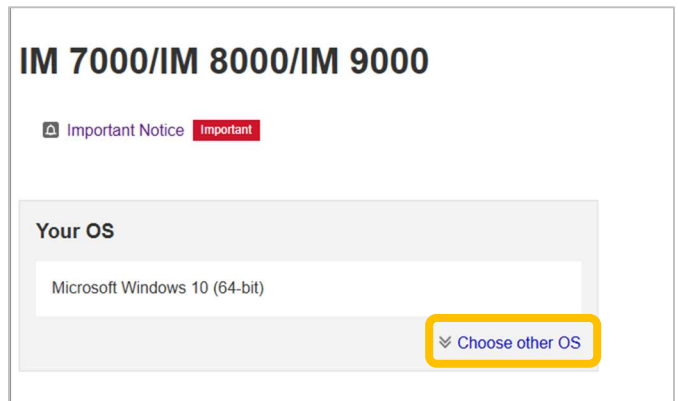 IM 7000/IM 8000/IM 9000
Important Notice Important
Your OS
Microsoft Windows 10 (64-bit)
Choose other OS